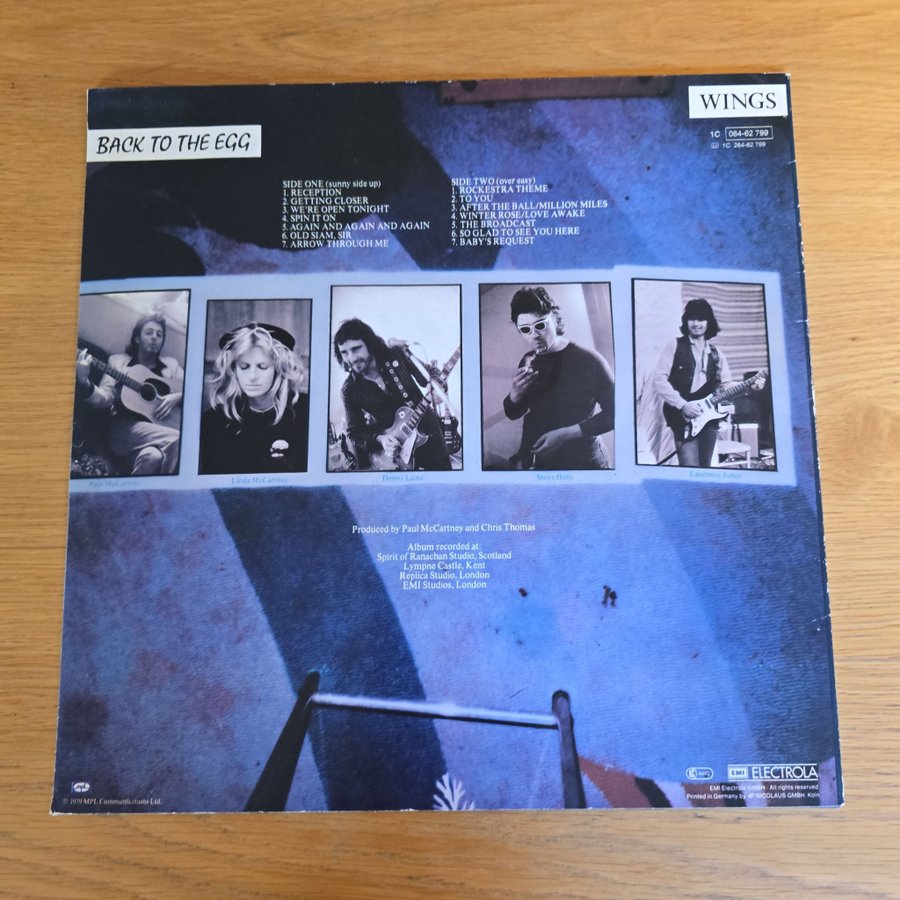 WINGS
BACK TO THE EGG
1C 064-62 799
1C 264-62 799
SIDE ONE (sunny side up)
1. RECEPTION
2. GETTING CLOSER
3. WE'RE OPEN TONIGHT
4. SPIN IT ON
5. AGAIN AND AGAIN AND AGAIN
6. OLD SIAM, SIR
7. ARROW THROUGH ME
SIDE TWO (over easy)
1. ROCKESTRA THEME
2. TO YOU
3. AFTER THE BALL/MILLION MILES
4. WINTER ROSE/LOVE AWAKE
5. THE BROADCAST
6. SO GLAD TO SEE YOU HERE
7. BABY'S REQUEST
Paul McCartney
Linda McCartney
Denny Laine
Steve Holly
Laurence Juber
Produced by Paul McCartney and Chris Thomas
Album recorded at:
Spirit of Ranachan Studio, Scotland
Lympne Castle, Kent
Replica Studio, London
EMI Studios, London
EMI ELECTROLA
EMI Electrola GMBH · All rights reserved.
Printed in Germany by 4P NICOLAUS GMBH, Köln
© 1979 MPL Communications Ltd.